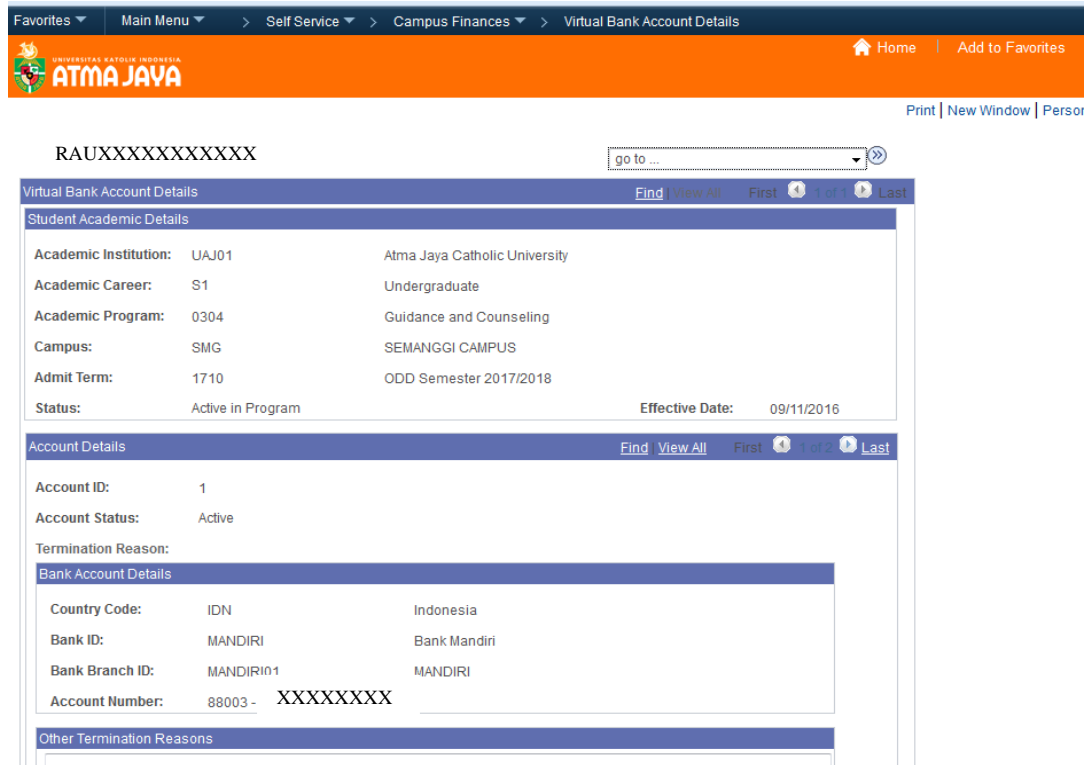 Favorites Main Menu > Self Service > Campus Finances > Virtual Bank Account Details
UNIVERSITAS KATOLIK INDONESIA
ATMA JAYA
Home | Add to Favorites
Print | New Window | Person
RAUXXXXXXXXXXX
go to ...
Virtual Bank Account Details Find | View All First 1 of 1 Last
Student Academic Details
Academic Institution: UAJ01 Atma Jaya Catholic University
Academic Career: S1 Undergraduate
Academic Program: 0304 Guidance and Counseling
Campus: SMG SEMANGGI CAMPUS
Admit Term: 1710 ODD Semester 2017/2018
Status: Active in Program Effective Date: 09/11/2016
Account Details Find | View All First 1 of 2 Last
Account ID: 1
Account Status: Active
Termination Reason:
Bank Account Details
Country Code: IDN Indonesia
Bank ID: MANDIRI Bank Mandiri
Bank Branch ID: MANDIRI01 MANDIRI
Account Number: 88003 - XXXXXXXX
Other Termination Reasons